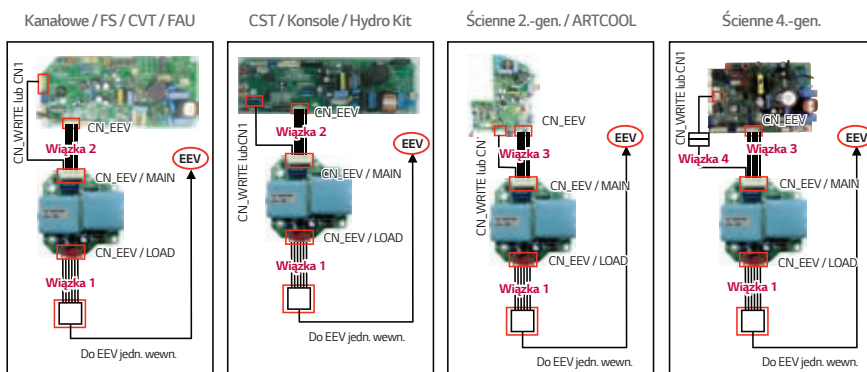 Kanałowe / FS / CVT / FAU
CN_WRITE lub CN1
CN_EEV
Wiązka 2
EEV
CN_EEV / MAIN
CN_EEV / LOAD
Wiązka 1
Do EEV jedn. wewn.
CST / Konsole / Hydro Kit
CN_WRITE lubCN1
CN_EEV
Wiązka 2
EEV
CN_EEV / MAIN
CN_EEV / LOAD
Wiązka 1
Do EEV jedn. wewn.
Ścienne 2.-gen. / ARTCOOL
CN_WRITE lub CN
CN_EEV
Wiązka 3
EEV
CN_EEV / MAIN
CN_EEV / LOAD
Wiązka 1
Do EEV jedn. wewn.
Ścienne 4.-gen.
CN_WRITE lub CN1
CN_EEV
Wiązka 4
Wiązka 3
EEV
CN_EEV / MAIN
CN_EEV / LOAD
Wiązka 1
Do EEV jedn. wewn.